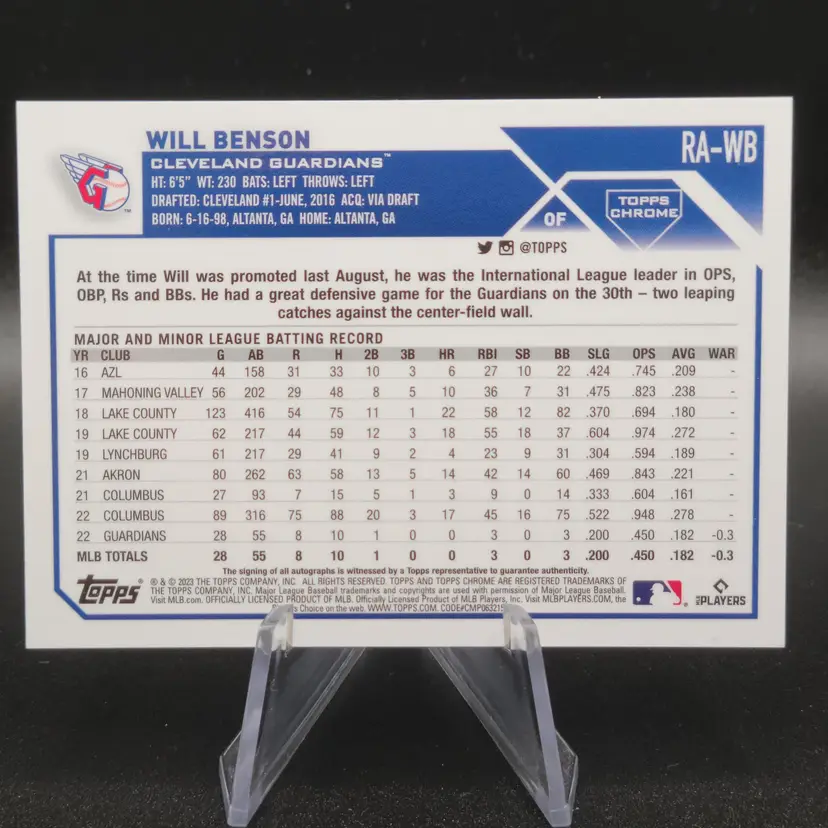 WILL BENSON
RA-WB
CLEVELAND GUARDIANS™
HT: 6'5" WT: 230 BATS: LEFT THROWS: LEFT
DRAFTED: CLEVELAND #1-JUNE, 2016 ACQ: VIA DRAFT
BORN: 6-16-98, ALTANTA, GA HOME: ALTANTA, GA
OF
TOPPS
CHROME
@TOPPS
At the time Will was promoted last August, he was the International League leader in OPS,
OBP, Rs and BBs. He had a great defensive game for the Guardians on the 30th – two leaping
catches against the center-field wall.
MAJOR AND MINOR LEAGUE BATTING RECORD
YR CLUB G AB R H 2B 3B HR RBI SB BB SLG OPS AVG WAR
16 AZL 44 158 31 33 10 3 6 27 10 22 .424 .745 .209 -
17 MAHONING VALLEY 56 202 29 48 8 5 10 36 7 31 .475 .823 .238 -
18 LAKE COUNTY 123 416 54 75 11 1 22 58 12 82 .370 .694 .180 -
19 LAKE COUNTY 62 217 44 59 12 3 18 55 18 37 .604 .974 .272 -
19 LYNCHBURG 61 217 29 41 9 2 4 23 9 31 .304 .594 .189 -
21 AKRON 80 262 63 58 13 5 14 42 14 60 .469 .843 .221 -
21 COLUMBUS 27 93 7 15 5 1 3 9 0 14 .333 .604 .161 -
22 COLUMBUS 89 316 75 88 20 3 17 45 16 75 .522 .948 .278 -
22 GUARDIANS 28 55 8 10 1 0 0 3 0 3 .200 .450 .182 -0.3
MLB TOTALS 28 55 8 10 1 0 0 3 0 3 .200 .450 .182 -0.3
The signing of all autographs is witnessed by a Topps representative to guarantee authenticity.
Topps®
® & © 2023 THE TOPPS COMPANY, INC. ALL RIGHTS RESERVED. TOPPS AND TOPPS CHROME ARE REGISTERED TRADEMARKS OF
THE TOPPS COMPANY, INC. Major League Baseball trademarks and copyrights are used with permission of Major League Baseball.
Visit MLB.com. OFFICIALLY LICENSED PRODUCT OF MLB. Officially Licensed Product of MLB Players, Inc. Visit MLBPLAYERS.COM, the
Choice on the web. WWW.TOPPS.COM. CODE#CMP063215
PLAYERS